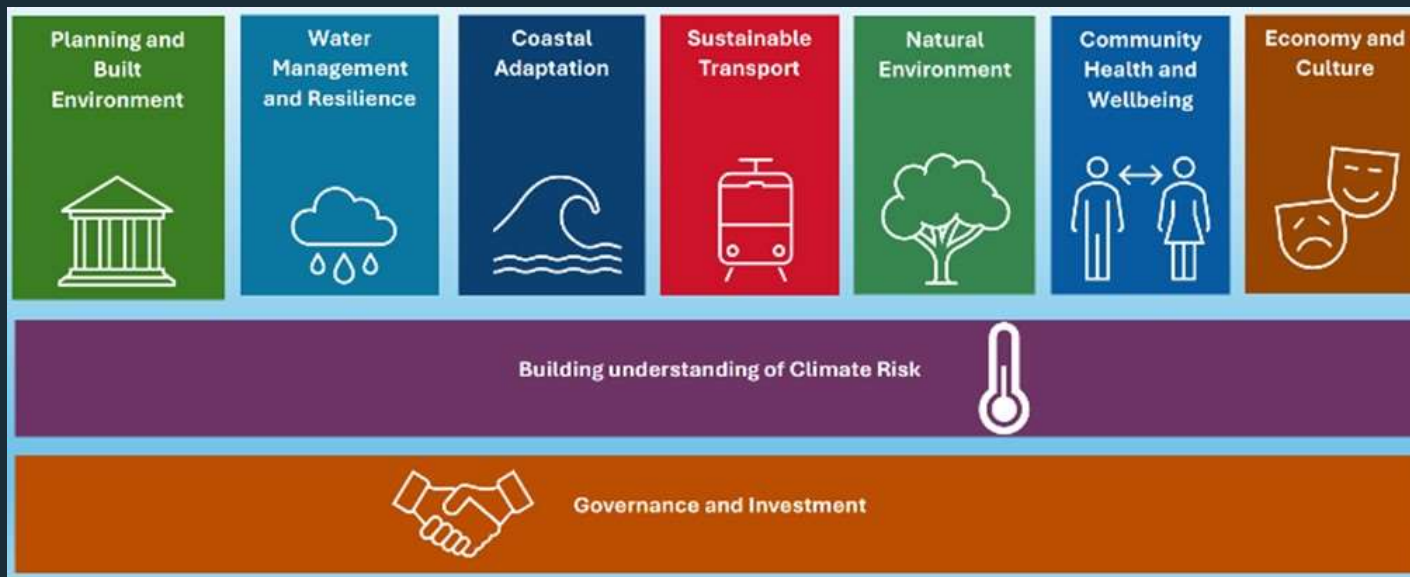 Planning and
Built
Environment
Water
Management
and Resilience
Coastal
Adaptation
Sustainable
Transport
Natural
Environment
Community
Health and
Wellbeing
Economy and
Culture
Building understanding of Climate Risk
Governance and Investment